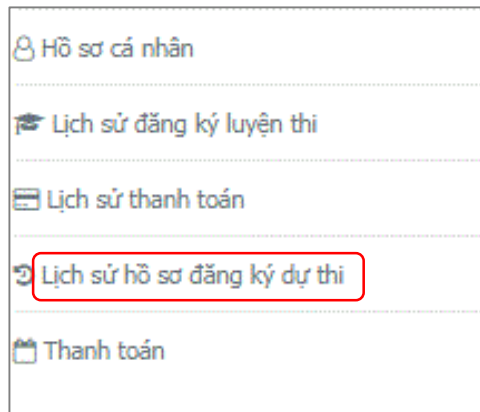 Hồ sơ cá nhân
Lịch sử đăng ký luyện thi
Lịch sử thanh toán
Lịch sử hồ sơ đăng ký dự thi
Thanh toán